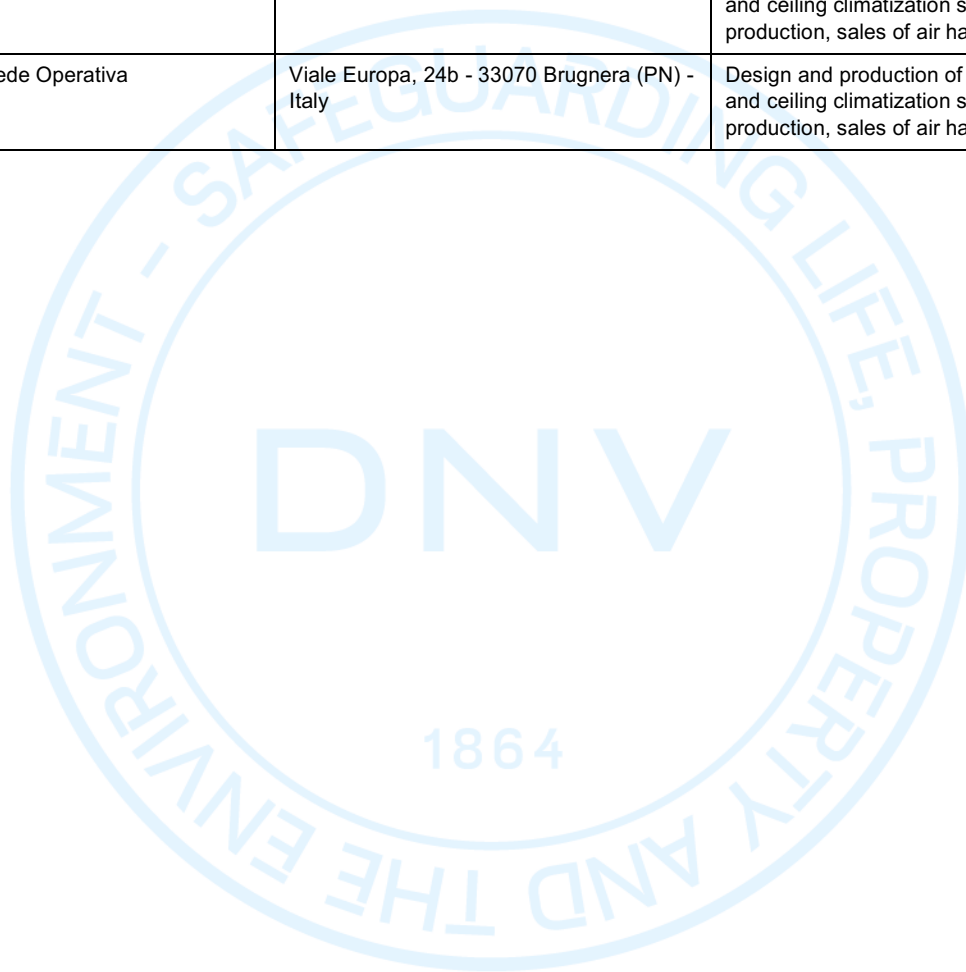 and ceiling climatization s
production, sales of air ha
ede Operativa
Viale Europa, 24b - 33070 Brugnera (PN) -
Italy
Design and production of
and ceiling climatization s
production, sales of air ha
SAFEGUARDING LIFE, PROPERTY AND THE ENVIRONMENT -
DNV
1864